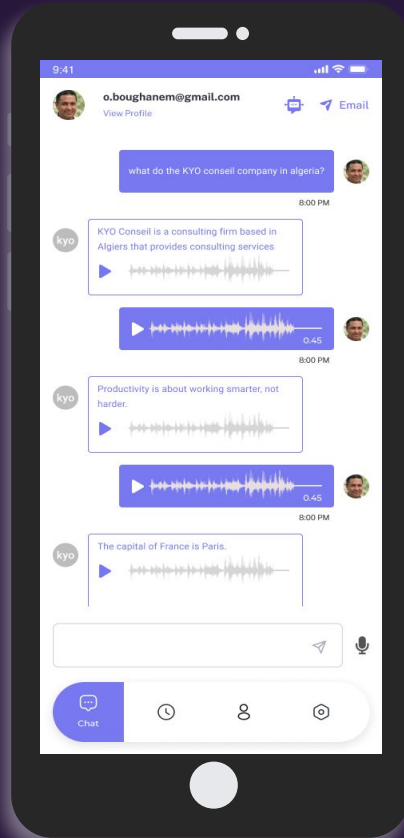 9:41
o.boughanem@gmail.com
View Profile
Email
what do the KYO conseil company in algeria?
8:00 PM
kyo
KYO Conseil is a consulting firm based in
Algiers that provides consulting services
0.45
8:00 PM
kyo
Productivity is about working smarter, not
harder.
0.45
8:00 PM
kyo
The capital of France is Paris.
Chat